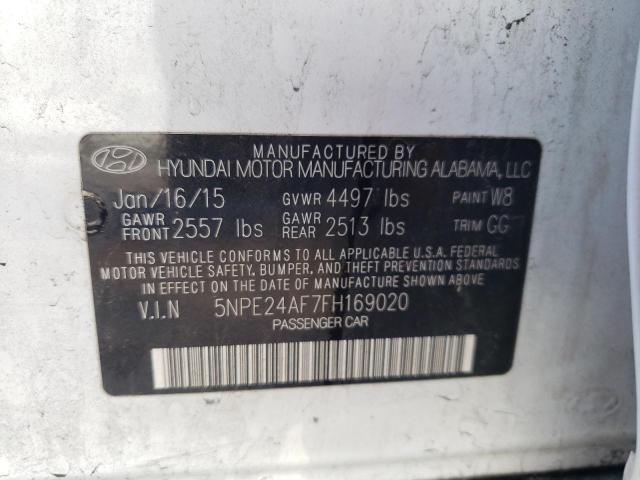 MANUFACTURED BY
HYUNDAI MOTOR MANUFACTURING ALABAMA, LLC
Jan/16/15 GVWR 4497 lbs PAINT W8
GAWR FRONT 2557 lbs GAWR REAR 2513 lbs TRIM GG
THIS VEHICLE CONFORMS TO ALL APPLICABLE U.S.A. FEDERAL
MOTOR VEHICLE SAFETY, BUMPER, AND THEFT PREVENTION STANDARDS
IN EFFECT ON THE DATE OF MANUFACTURE SHOWN ABOVE.
V.I.N 5NPE24AF7FH169020
PASSENGER CAR